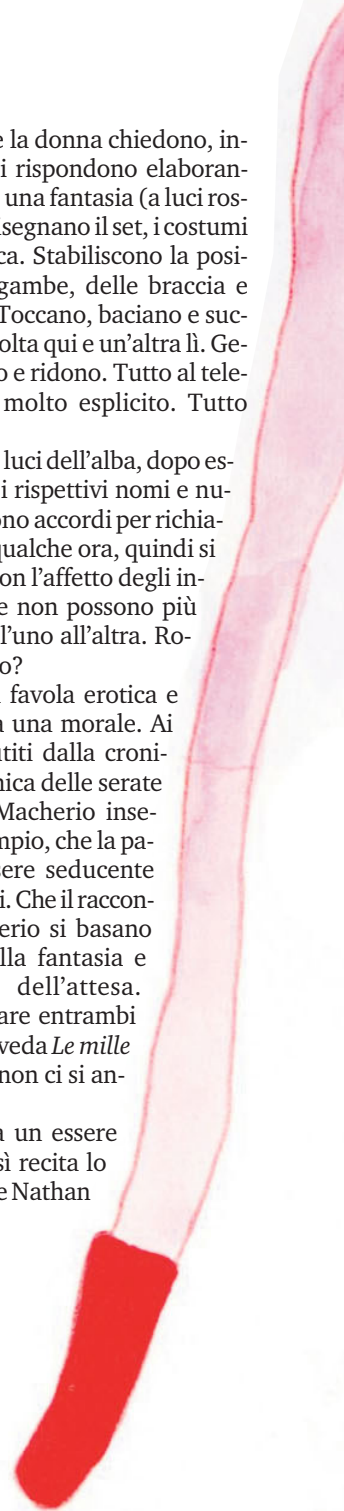 e la donna chiedono, in-
i rispondono elaboran-
una fantasia (a luci ros-
isegnano il set, i costumi
ca. Stabiliscono la posi-
gambe, delle braccia e
Toccano, baciano e suc-
olta qui e un'altra lì. Ge-
o e ridono. Tutto al tele-
molto esplicito. Tutto
luci dell'alba, dopo es-
i rispettivi nomi e nu-
no accordi per richia-
qualche ora, quindi si
on l'affetto degli in-
e non possono più
l'uno all'altra. Ro-
o?
favola erotica e
a una morale. Ai
titi dalla croni-
nica delle serate
Macherio inse-
mpio, che la pa-
sere seducente
i. Che il raccon-
erio si basano
lla fantasia e
dell'attesa.
are entrambi
veda Le mille
non ci si an-
a un essere
sì recita lo
e Nathan